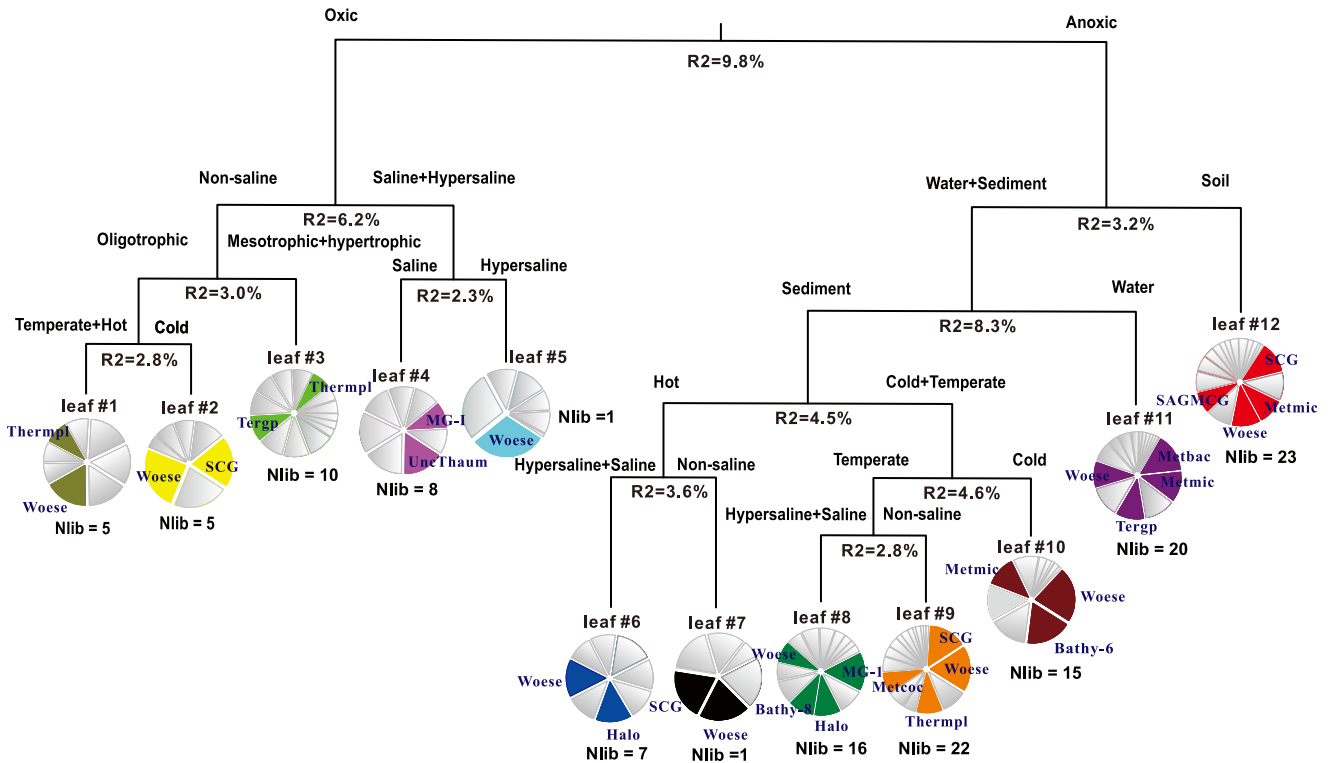 Oxic
Anoxic
R2=9.8%
Non-saline
Saline+Hypersaline
Water+Sediment
Soil
R2=6.2%
R2=3.2%
Oligotrophic
Mesotrophic+hypertrophic
Saline
Hypersaline
Sediment
Water
R2=3.0%
R2=2.3%
R2=8.3%
Temperate+Hot
Cold
R2=2.8%
leaf #1
Thermpl
Woese
Nlib = 5
leaf #2
Woese
SCG
Nlib = 5
leaf #3
Thermpl
Tergp
Nlib = 10
leaf #4
MG-I
UncThaum
Nlib = 8
leaf #5
Woese
Nlib =1
Hot
Cold+Temperate
R2=4.5%
Hypersaline+Saline
Non-saline
R2=3.6%
Temperate
Cold
R2=4.6%
Hypersaline+Saline
Non-saline
R2=2.8%
leaf #6
Woese
Halo
Nlib = 7
leaf #7
SCG
Woese
Nlib =1
leaf #8
Woese
MG-1
Bathy-8
Halo
Nlib = 16
leaf #9
SCG
Woese
Metcoc
Thermpl
Nlib = 22
leaf #10
Metmic
Woese
Bathy-6
Nlib = 15
leaf #11
Metbac
Woese
Metmic
Tergp
Nlib = 20
leaf #12
SCG
SAGMCG
Metmic
Woese
Nlib = 23